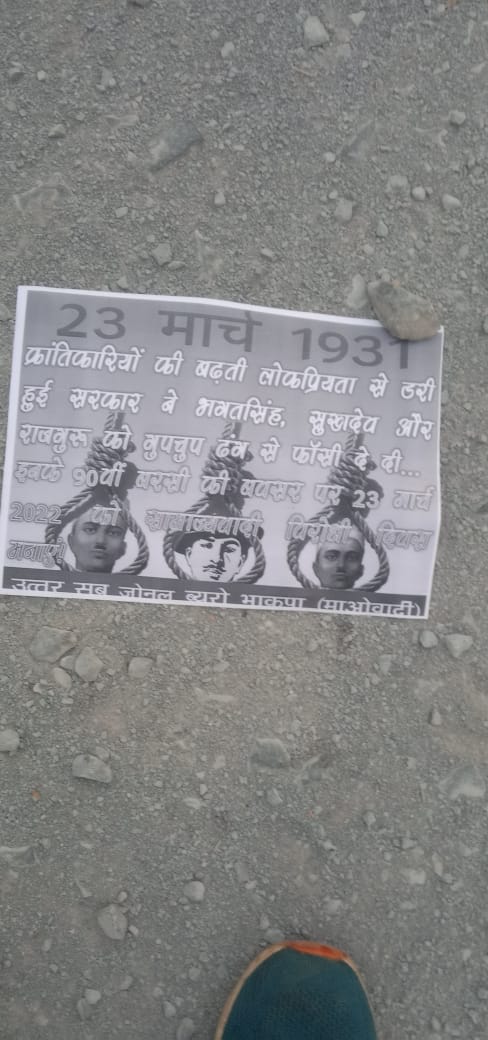 23 मार्च 1931
क्रांतिकारियों की बढ़ती लोकप्रियता से डरी
हुई सरकार ने भगतसिंह, सुखदेव और
राजगुरू को गुपचुप ढंग से फाँसी दे दी...
इनके 90वीं बरसी की अवसर पर 23 मार्च
2022 को साम्राज्यवादी विरोधी दिवस
मनाएं!
उत्तर सब जोनल ब्यूरो भाकपा (माओवादी)